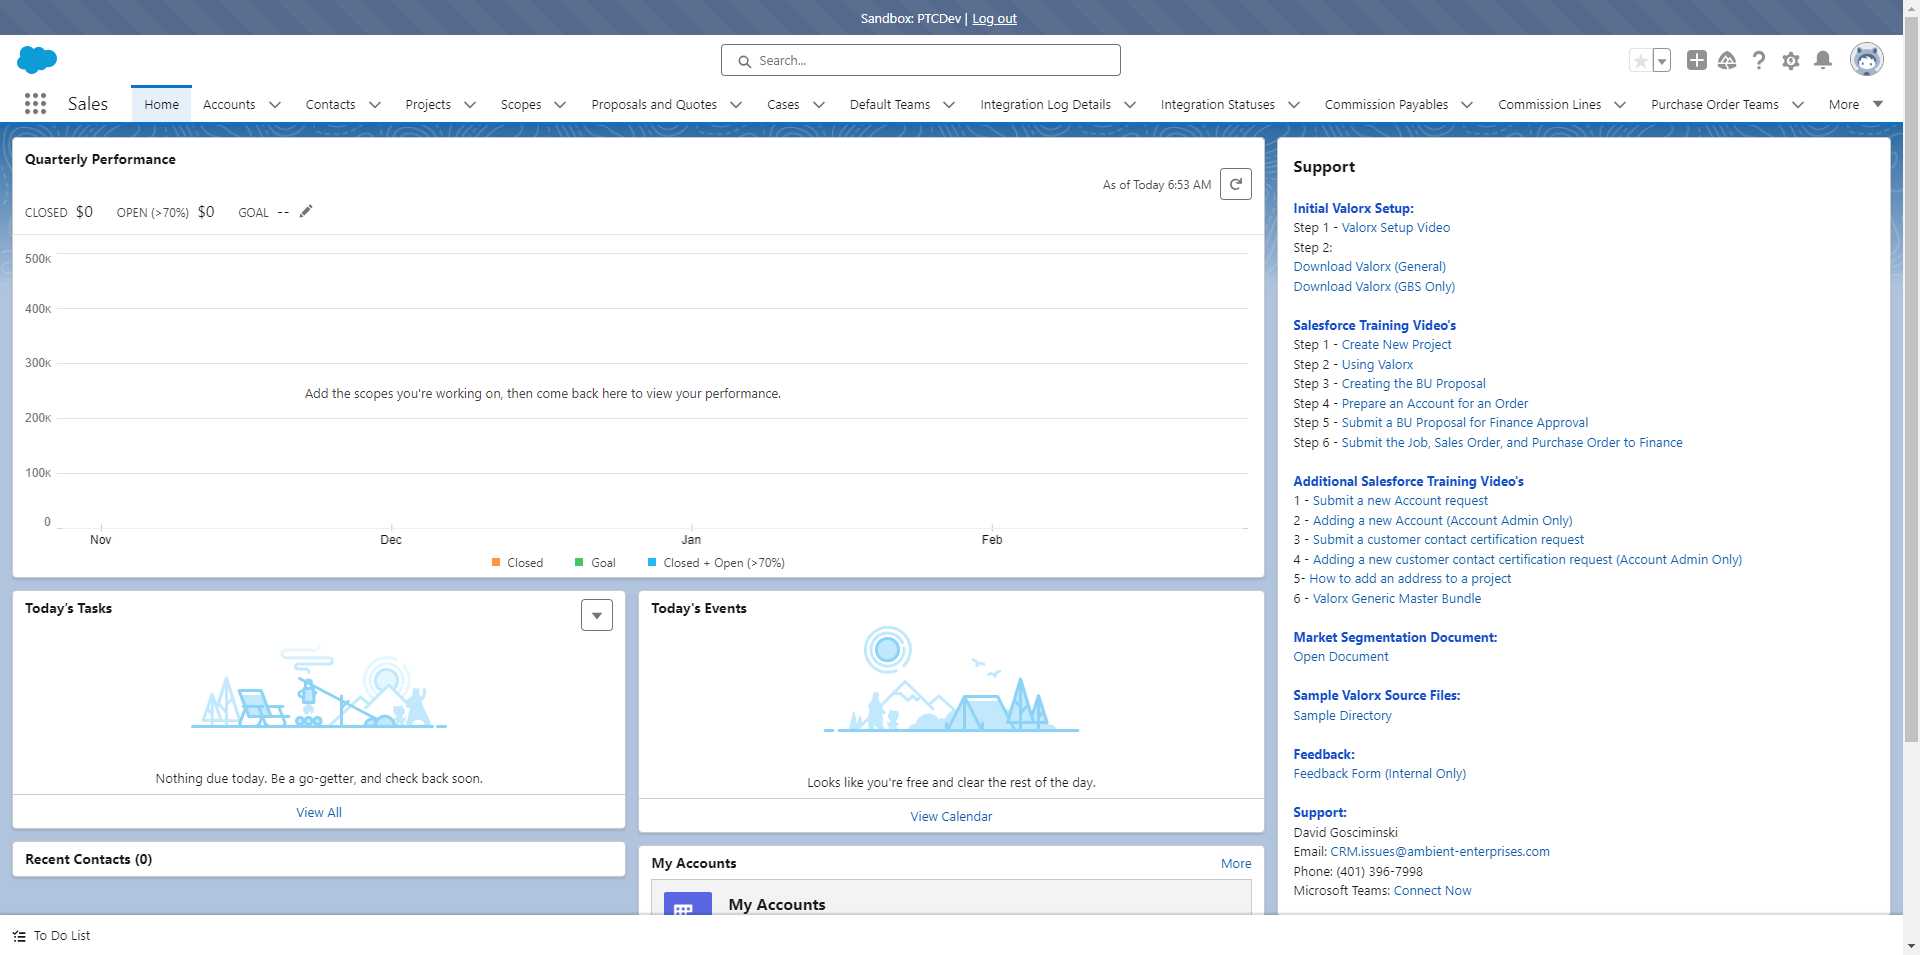 Sandbox: PTCDev | Log out
Search...
Sales
Home
Accounts
Contacts
Projects
Scopes
Proposals and Quotes
Cases
Default Teams
Integration Log Details
Integration Statuses
Commission Payables
Commission Lines
Purchase Order Teams
More
Quarterly Performance
As of Today 6:53 AM
CLOSED $0 OPEN (>70%) $0 GOAL --
500K
400K
300K
Add the scopes you're working on, then come back here to view your performance.
200K
100K
0
Nov Dec Jan Feb
Closed Goal Closed + Open (>70%)
Today's Tasks
Nothing due today. Be a go-getter, and check back soon.
View All
Recent Contacts (0)
Today's Events
Looks like you're free and clear the rest of the day.
View Calendar
My Accounts More
My Accounts
Support
Initial Valorx Setup:
Step 1 - Valorx Setup Video
Step 2:
Download Valorx (General)
Download Valorx (GBS Only)
Salesforce Training Video's
Step 1 - Create New Project
Step 2 - Using Valorx
Step 3 - Creating the BU Proposal
Step 4 - Prepare an Account for an Order
Step 5 - Submit a BU Proposal for Finance Approval
Step 6 - Submit the Job, Sales Order, and Purchase Order to Finance
Additional Salesforce Training Video's
1 - Submit a new Account request
2 - Adding a new Account (Account Admin Only)
3 - Submit a customer contact certification request
4 - Adding a new customer contact certification request (Account Admin Only)
5- How to add an address to a project
6 - Valorx Generic Master Bundle
Market Segmentation Document:
Open Document
Sample Valorx Source Files:
Sample Directory
Feedback:
Feedback Form (Internal Only)
Support:
David Gosciminski
Email: CRM.issues@ambient-enterprises.com
Phone: (401) 396-7998
Microsoft Teams: Connect Now
To Do List